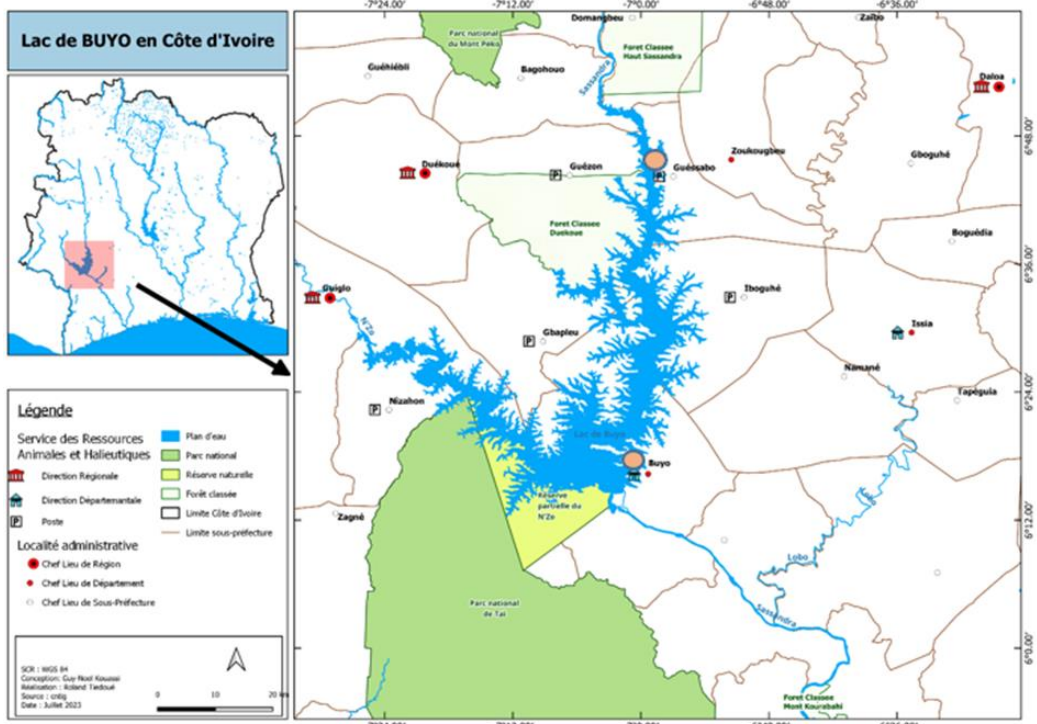 Lac de BUYO en Côte d'Ivoire
Légende
Service des Ressources
Animales et Halieutiques
Direction Régionale
Direction Départamentale
Poste
Localité administrative
Chef Lieu de Région
Chef Lieu de Département
Chef Lieu de Sous-Préfecture
Plan d'eau
Parc national
Réserve naturelle
Forêt classée
Limite Côte d'Ivoire
Limite sous-préfecture
SCR : WGS 84
Conception: Guy Noel Kouassi
Réalisation : Roland Tiedoué
Source : cntig
Date : Juillet 2023
0 10 20
-7°24.00' -7°12.00' -7°0.00' -6°48.00' -6°36.00'
Domangbeu
Zaïbo
Parc national
du Mont Peko
Foret Classee
Haut Sassandra
Guéhiébli
Bagohouo
Sassandra
Daloa
6°48.00'
Duékoue
P
Guézon
P
Guéssabo
Zoukougbeu
Gboguhé
Foret Classee
Duekoue
Boguédia
6°36.00'
Guiglo
N'Zo
P
Iboguhé
P
Gbapleu
Issia
Namané
6°24.00'
P
Nizahon
Tapéguia
Lac de Buyo
Buyo
Réserve
partielle du
N'Zo
Lobo
Zagné
6°12.00'
Lobo
Parc national
de Taï
Sassandra
6°0.00'
Foret Classee
Mont Kourabahi